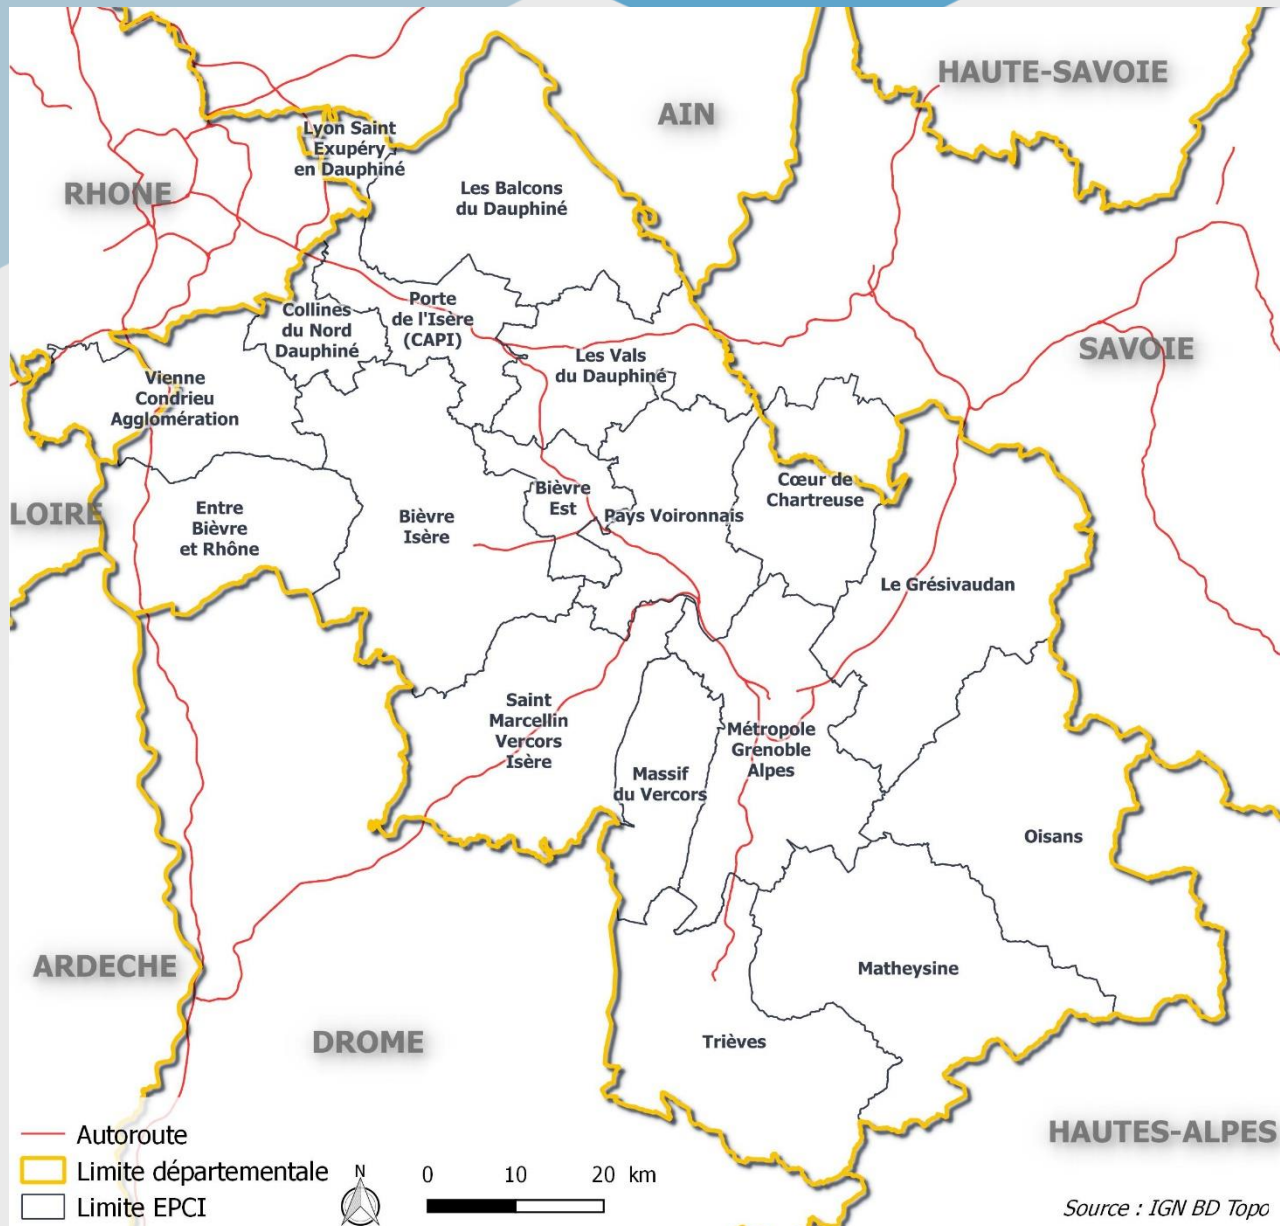 HAUTE-SAVOIE
AIN
Lyon Saint
Exupéry
en Dauphiné
RHONE
Les Balcons
du Dauphiné
Porte
de l'Isère
(CAPI)
Collines
du Nord
Dauphiné
SAVOIE
Les Vals
du Dauphiné
Vienne
Condrieu
Agglomération
Cœur de
Chartreuse
Bièvre
Est
LOIRE
Entre
Bièvre
et Rhône
Bièvre
Isère
Pays Voironnais
Le Grésivaudan
Saint
Marcellin
Vercors
Isère
Métropole
Grenoble
Alpes
Massif
du Vercors
Oisans
ARDECHE
Matheysine
DROME
Trièves
HAUTES-ALPES
Autoroute
Limite départementale
Limite EPCI
N
0 10 20 km
Source : IGN BD Topo